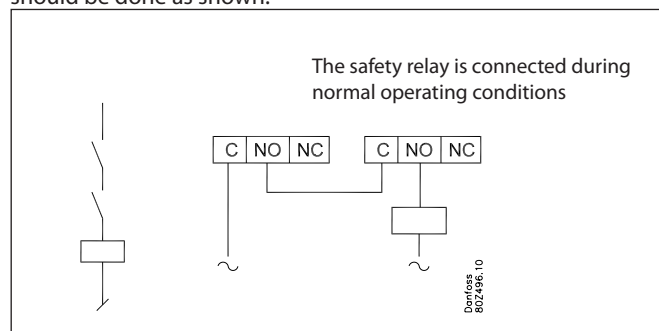 should be done as shown.
The safety relay is connected during
normal operating conditions
C NO NC C NO NC
Danfoss
80Z496.10